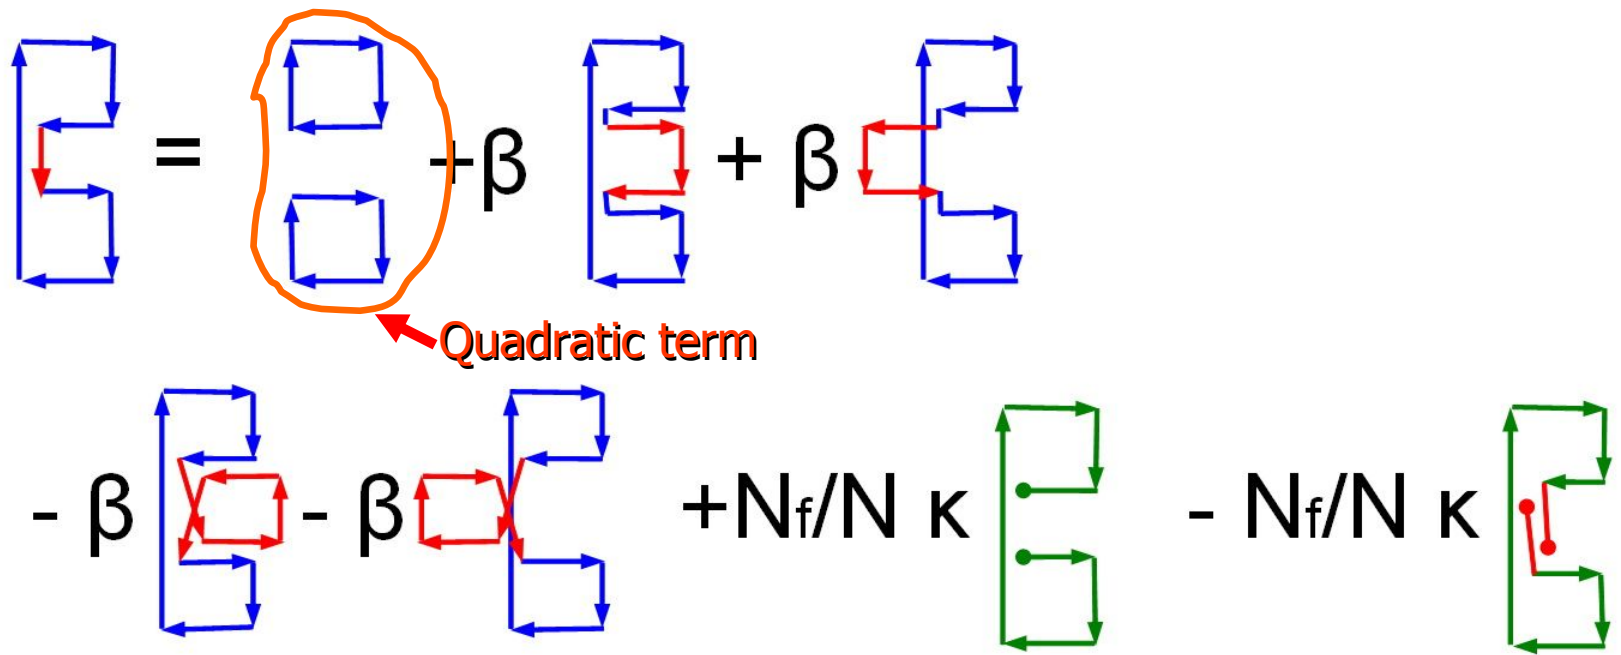 = +β + β
Quadratic term
- β - β +Nf/N κ - Nf/N κ